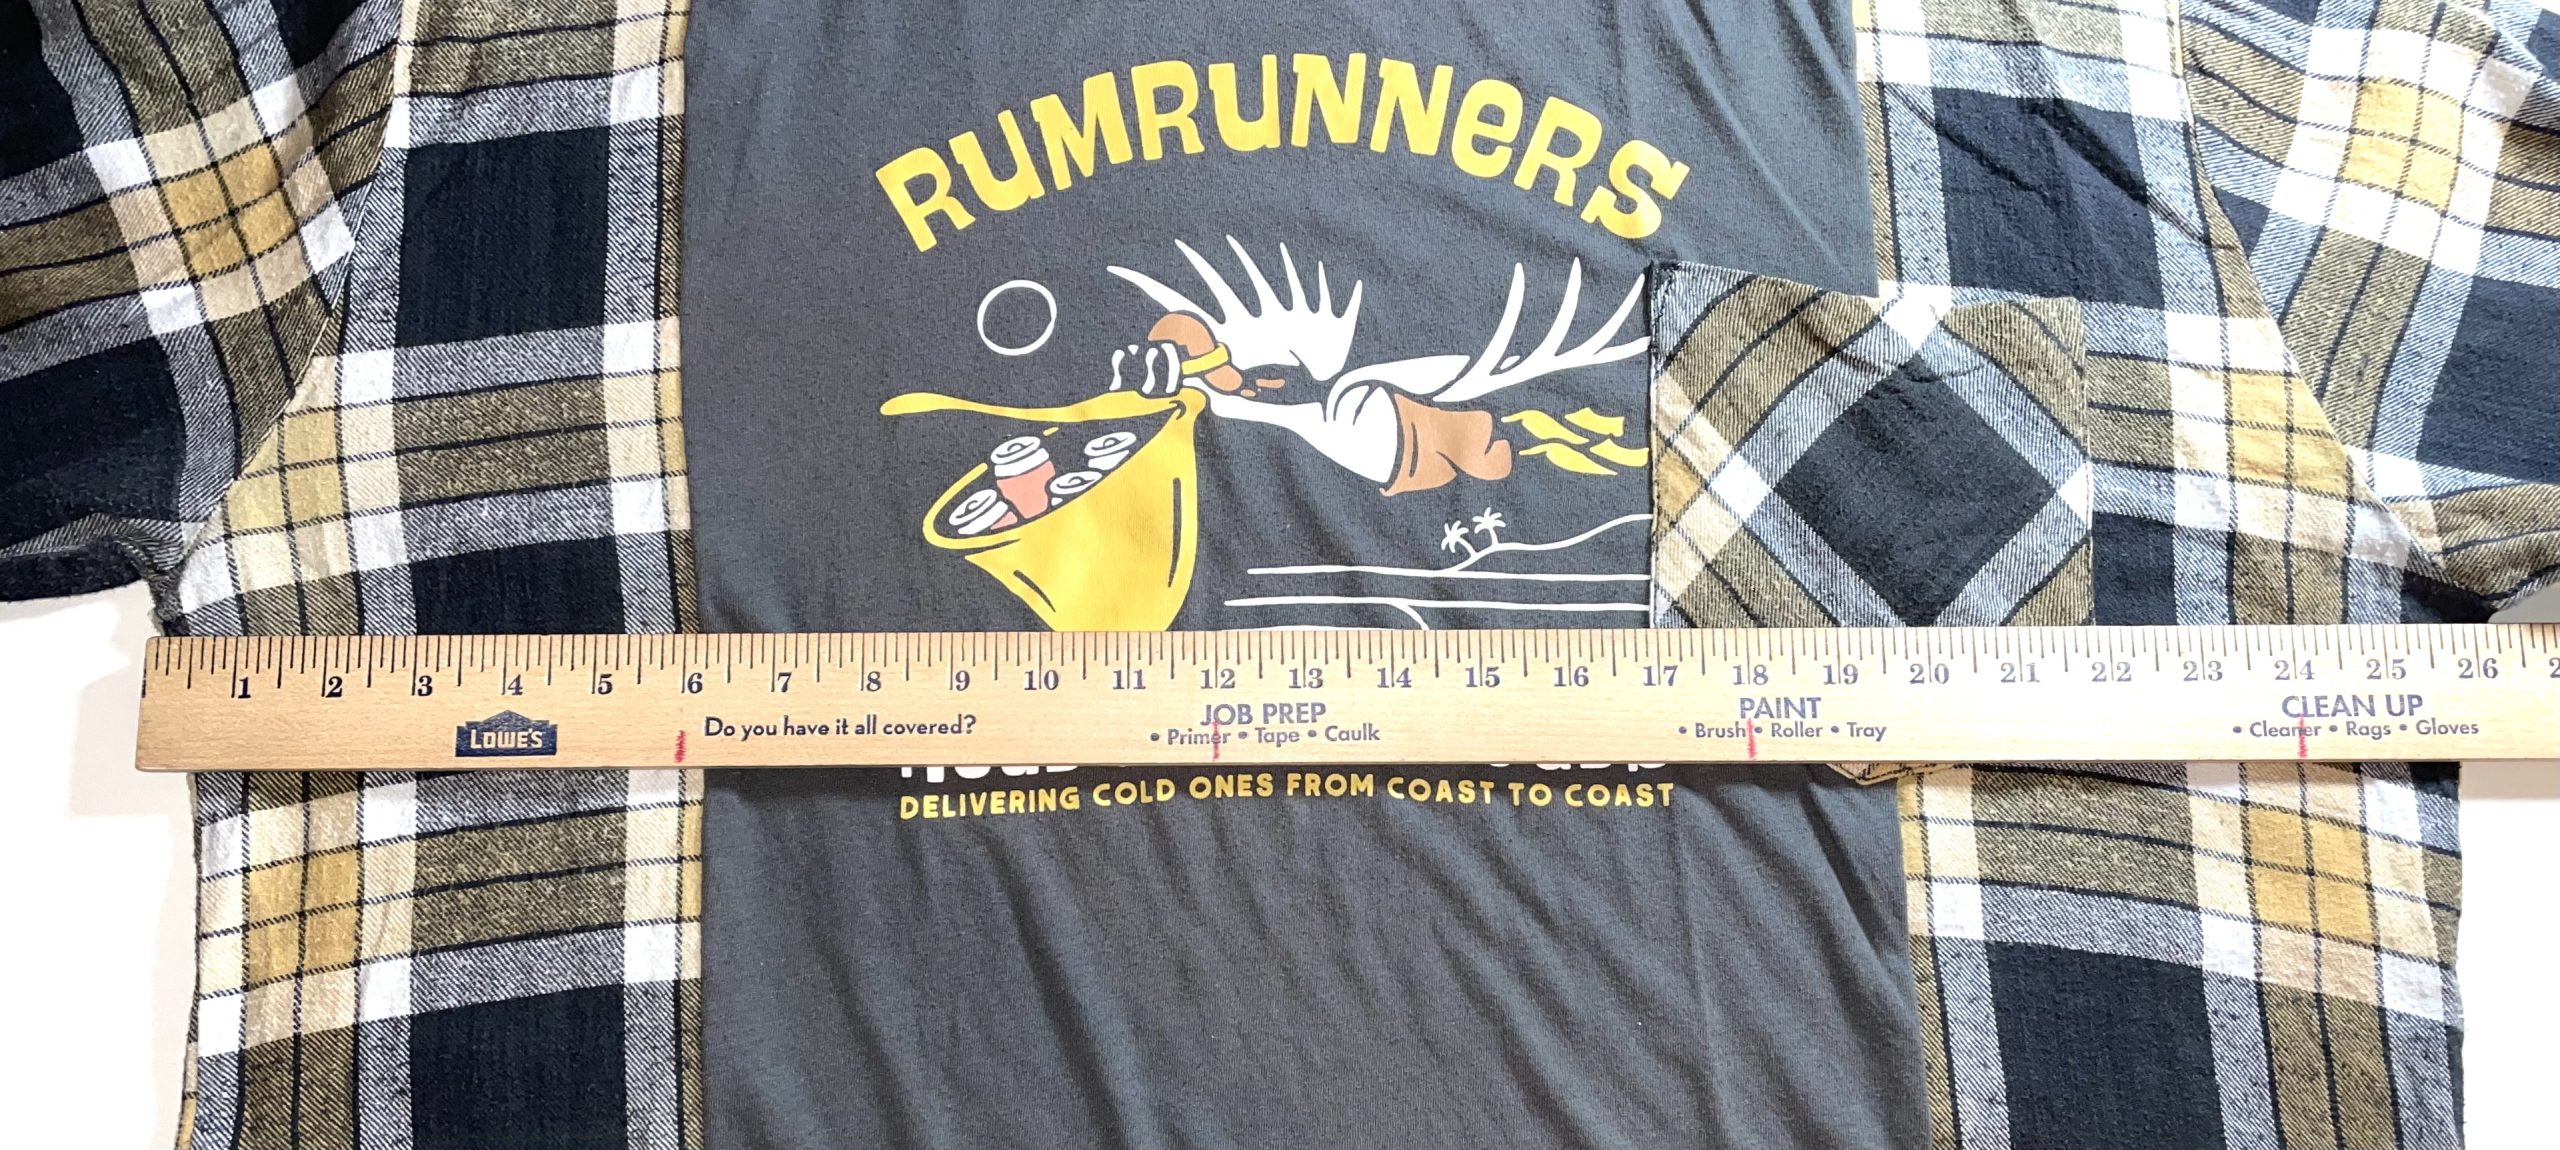 RUMRUNNERS
1 2 3 4 5 6 7 8 9 10 11 12 13 14 15 16 17 18 19 20 21 22 23 24 25 26
LOWE'S
Do you have it all covered?
JOB PREP
• Primer • Tape • Caulk
PAINT
• Brush • Roller • Tray
CLEAN UP
• Cleaner • Rags • Gloves
DELIVERING COLD ONES FROM COAST TO COAST